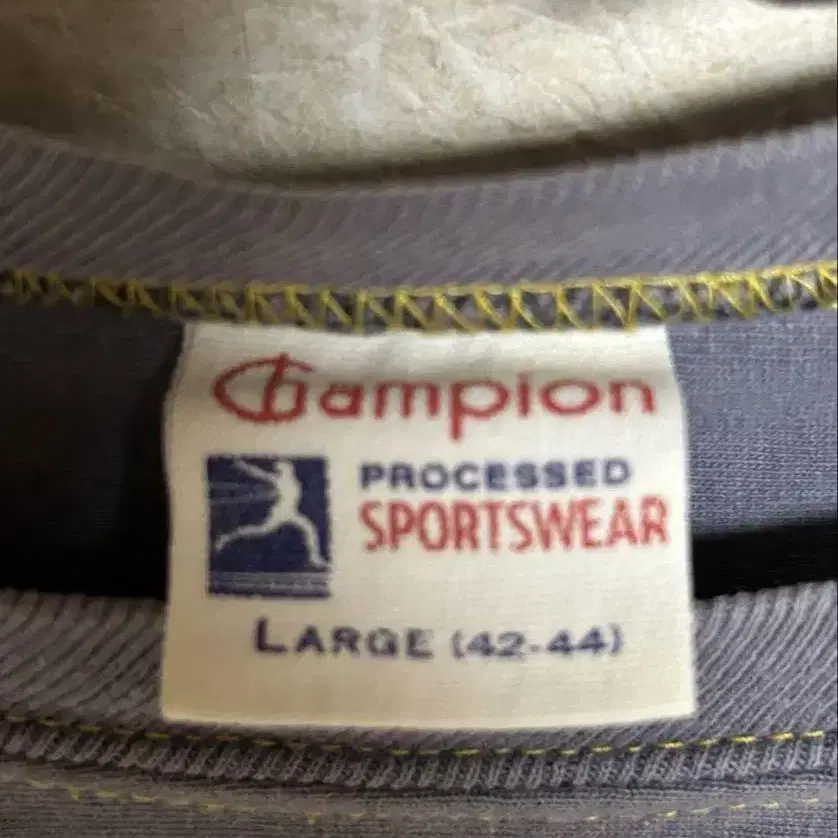 Champion
PROCESSED
SPORTSWEAR
LARGE (42-44)